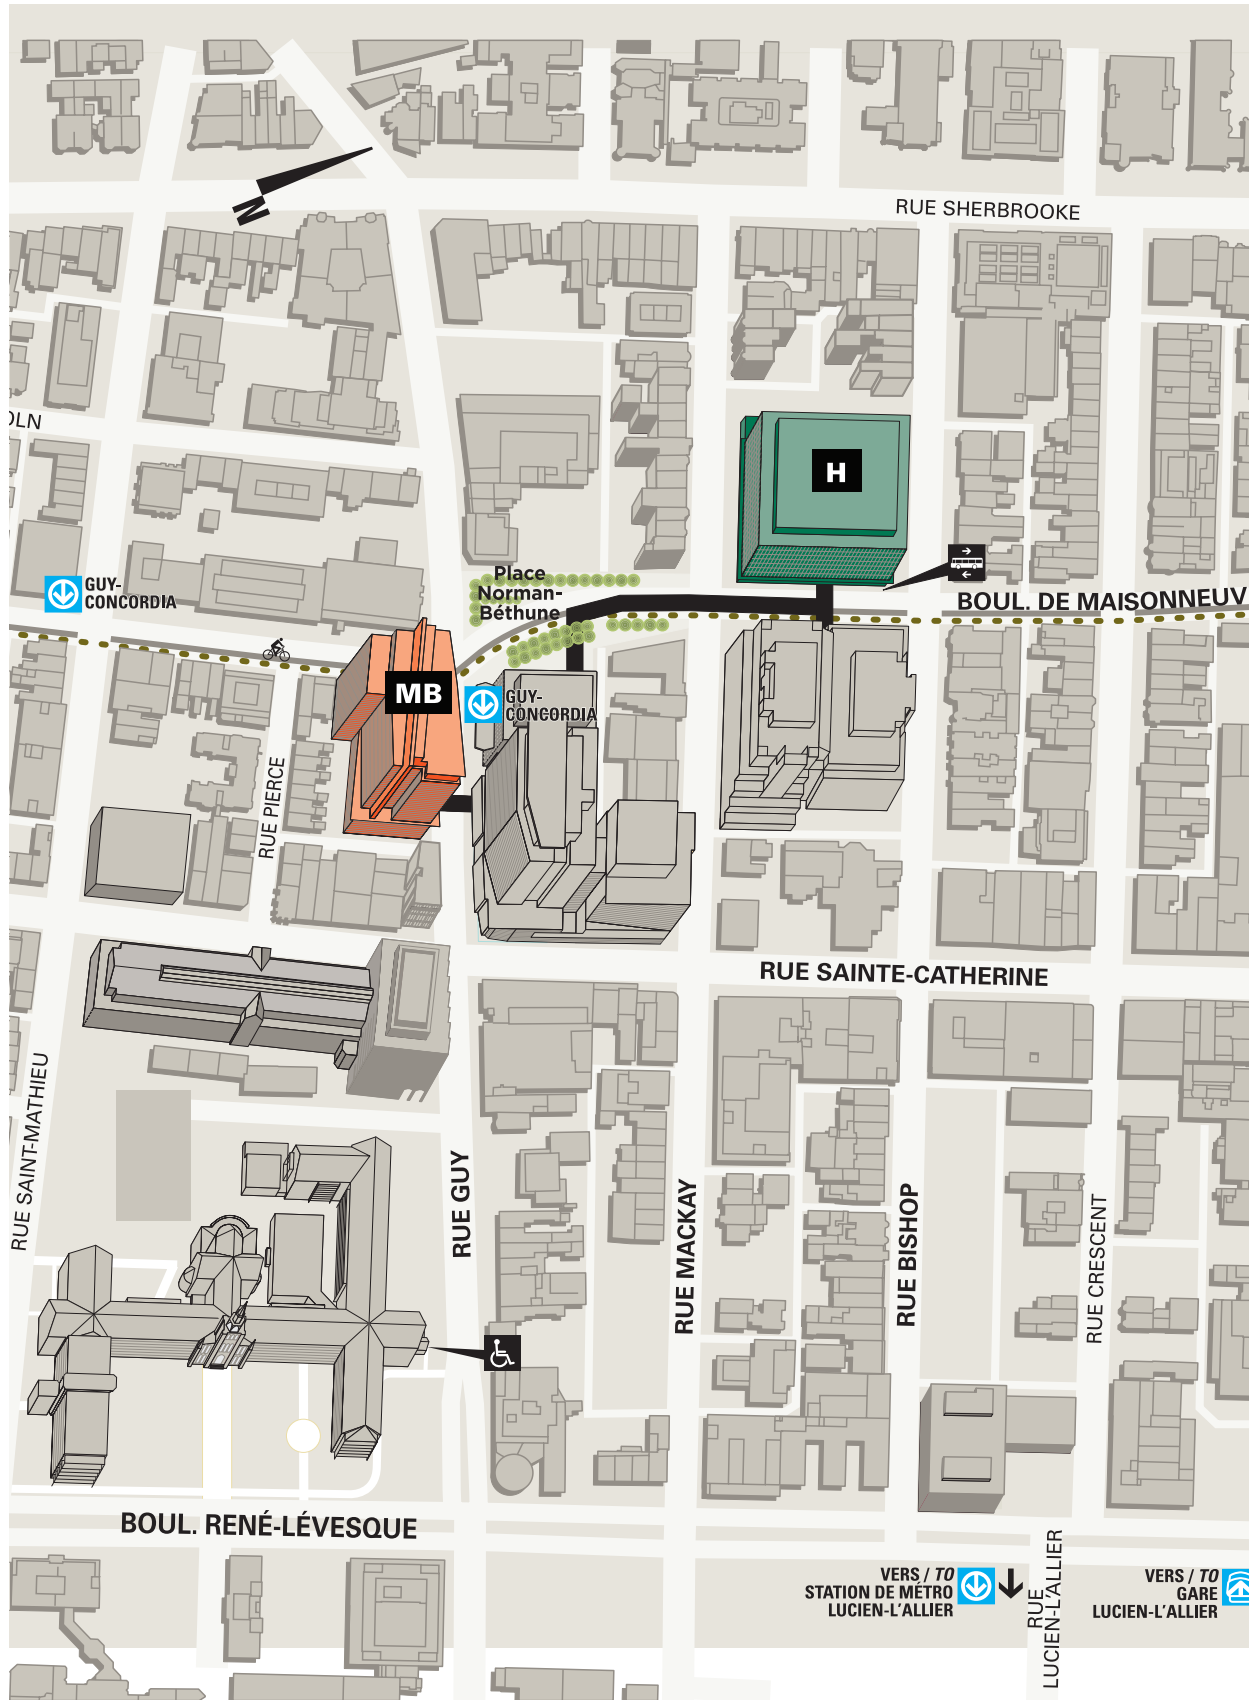 N
RUE SHERBROOKE
OLN
H
Place
Norman-
Béthune
GUY-
CONCORDIA
BOUL. DE MAISONNEUV
MB
GUY-
CONCORDIA
RUE PIERCE
RUE SAINTE-CATHERINE
RUE SAINT-MATHIEU
RUE GUY
RUE MACKAY
RUE BISHOP
RUE CRESCENT
BOUL. RENÉ-LÉVESQUE
VERS / TO
STATION DE MÉTRO
LUCIEN-L'ALLIER
RUE
LUCIEN-L'ALLIER
VERS / TO
GARE
LUCIEN-L'ALLIER